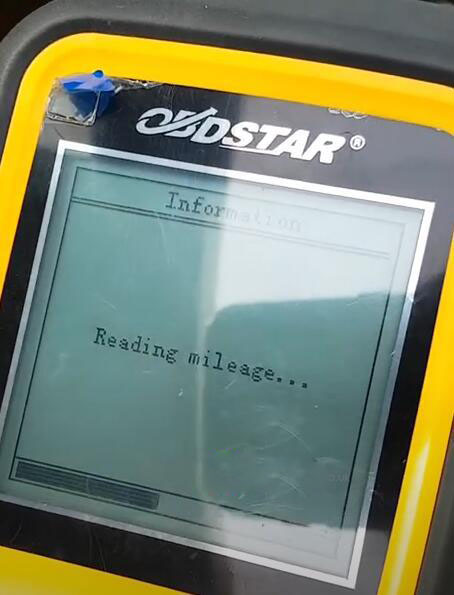 OBDSTAR®
Information
Reading mileage...